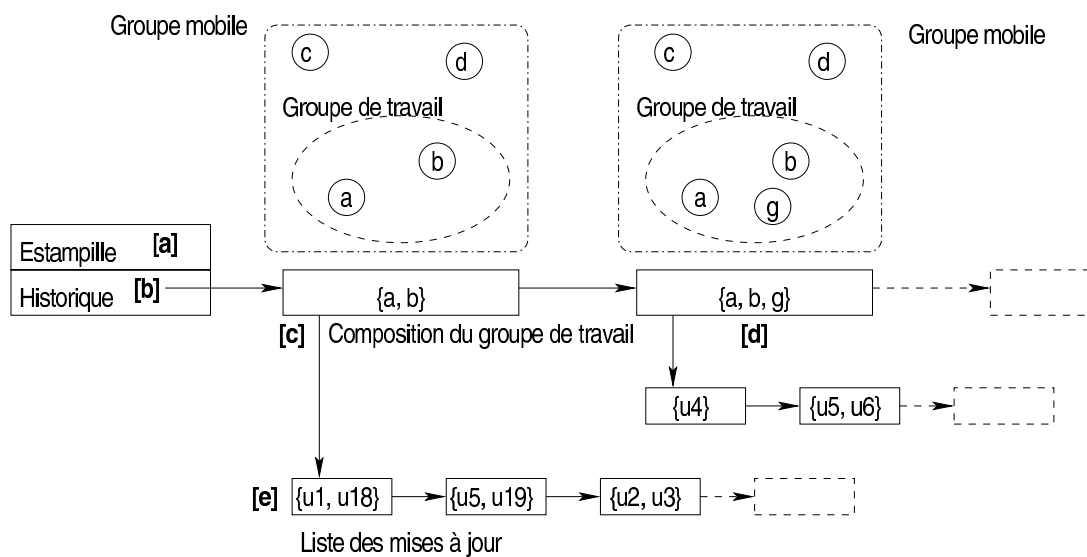 Groupe mobile
c
d
Groupe de travail
b
a
Groupe mobile
c
d
Groupe de travail
b
a
g
Estampille [a]
Historique [b]
{a, b}
{a, b, g}
[c] Composition du groupe de travail [d]
{u4}
{u5, u6}
[e] {u1, u18}
{u5, u19}
{u2, u3}
Liste des mises à jour